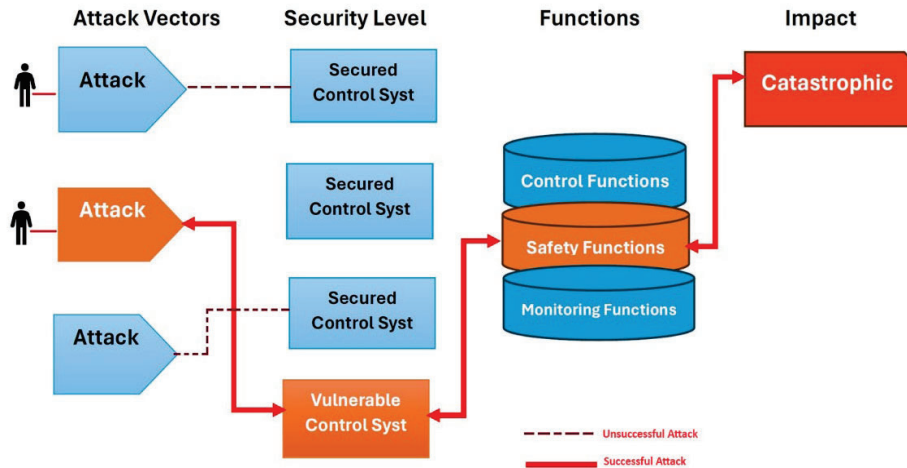 Attack Vectors
Security Level
Functions
Impact
Attack
Secured
Control Syst
Catastrophic
Attack
Secured
Control Syst
Control Functions
Safety Functions
Monitoring Functions
Attack
Secured
Control Syst
Vulnerable
Control Syst
Unsuccessful Attack
Successful Attack